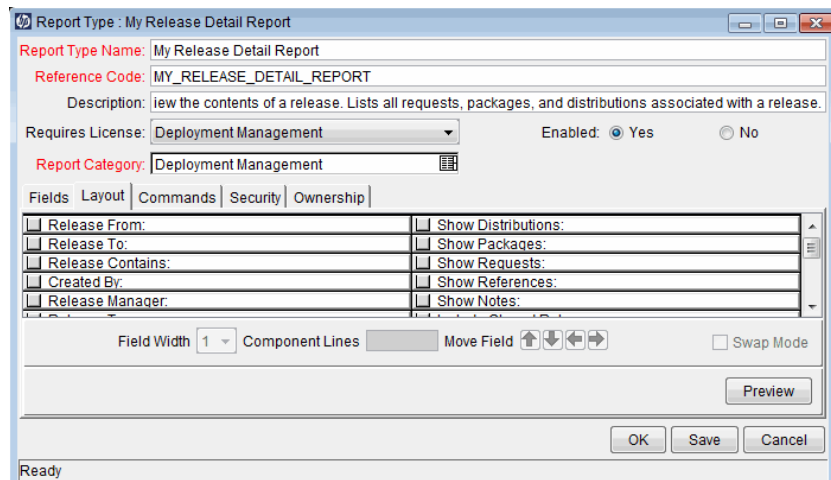 Report Type : My Release Detail Report
Report Type Name: My Release Detail Report
Reference Code: MY_RELEASE_DETAIL_REPORT
Description: iew the contents of a release. Lists all requests, packages, and distributions associated with a release.
Requires License: Deployment Management Enabled: Yes No
Report Category: Deployment Management
Fields Layout Commands Security Ownership
Release From: Show Distributions:
Release To: Show Packages:
Release Contains: Show Requests:
Created By: Show References:
Release Manager: Show Notes:
Field Width 1 Component Lines Move Field Swap Mode
Preview
OK Save Cancel
Ready